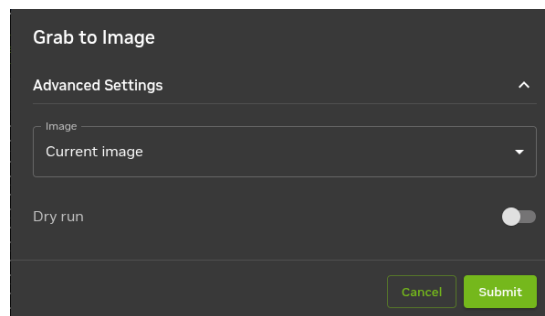 Grab to Image
Advanced Settings
Image
Current image
Dry run
Cancel
Submit